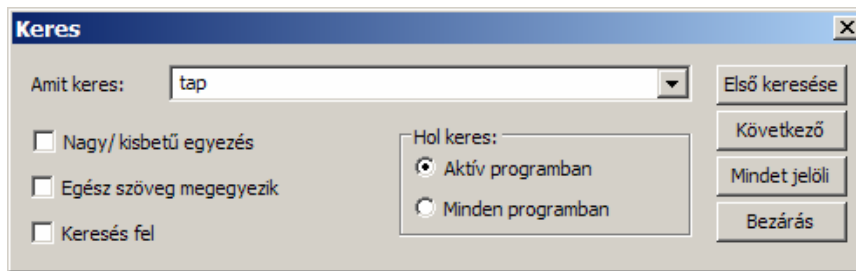 Keres
Amit keres:
tap
Első keresése
Nagy/ kisbetű egyezés
Hol keres:
Következő
Aktív programban
Egész szöveg megegyezik
Mindet jelöli
Minden programban
Keresés fel
Bezárás